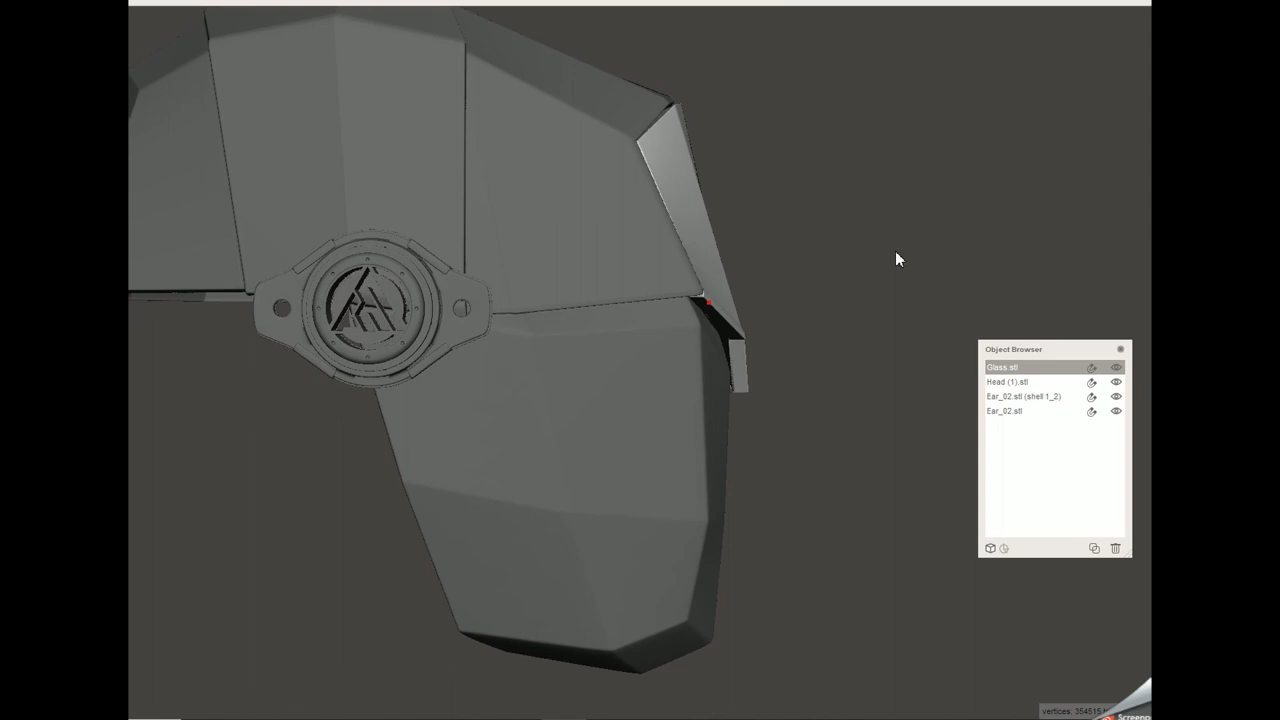 Object Browser
Glass.stl
Head (1).stl
Ear_02.stl (shell 1_2)
Ear_02.stl
vertices: 354515